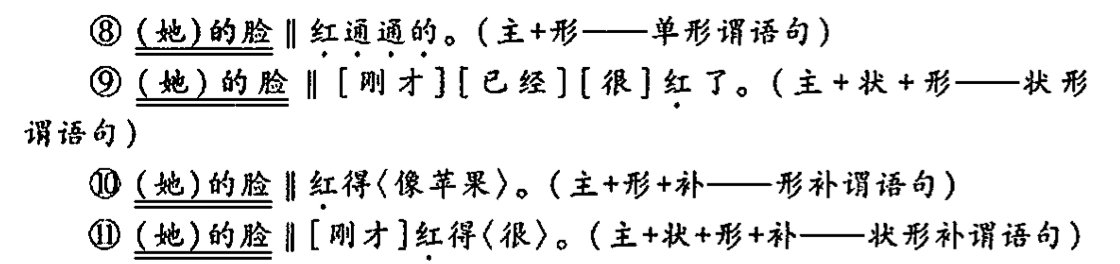 ⑧ (她)的脸‖红通通的。(主+形——单形谓语句)
⑨ (她)的脸‖[刚才][已经][很]红了。(主+状+形——状形
谓语句)
⑩ (她)的脸‖红得〈像苹果〉。(主+形+补——形补谓语句)
⑪ (她)的脸‖[刚才]红得〈很〉。(主+状+形+补——状形补谓语句)